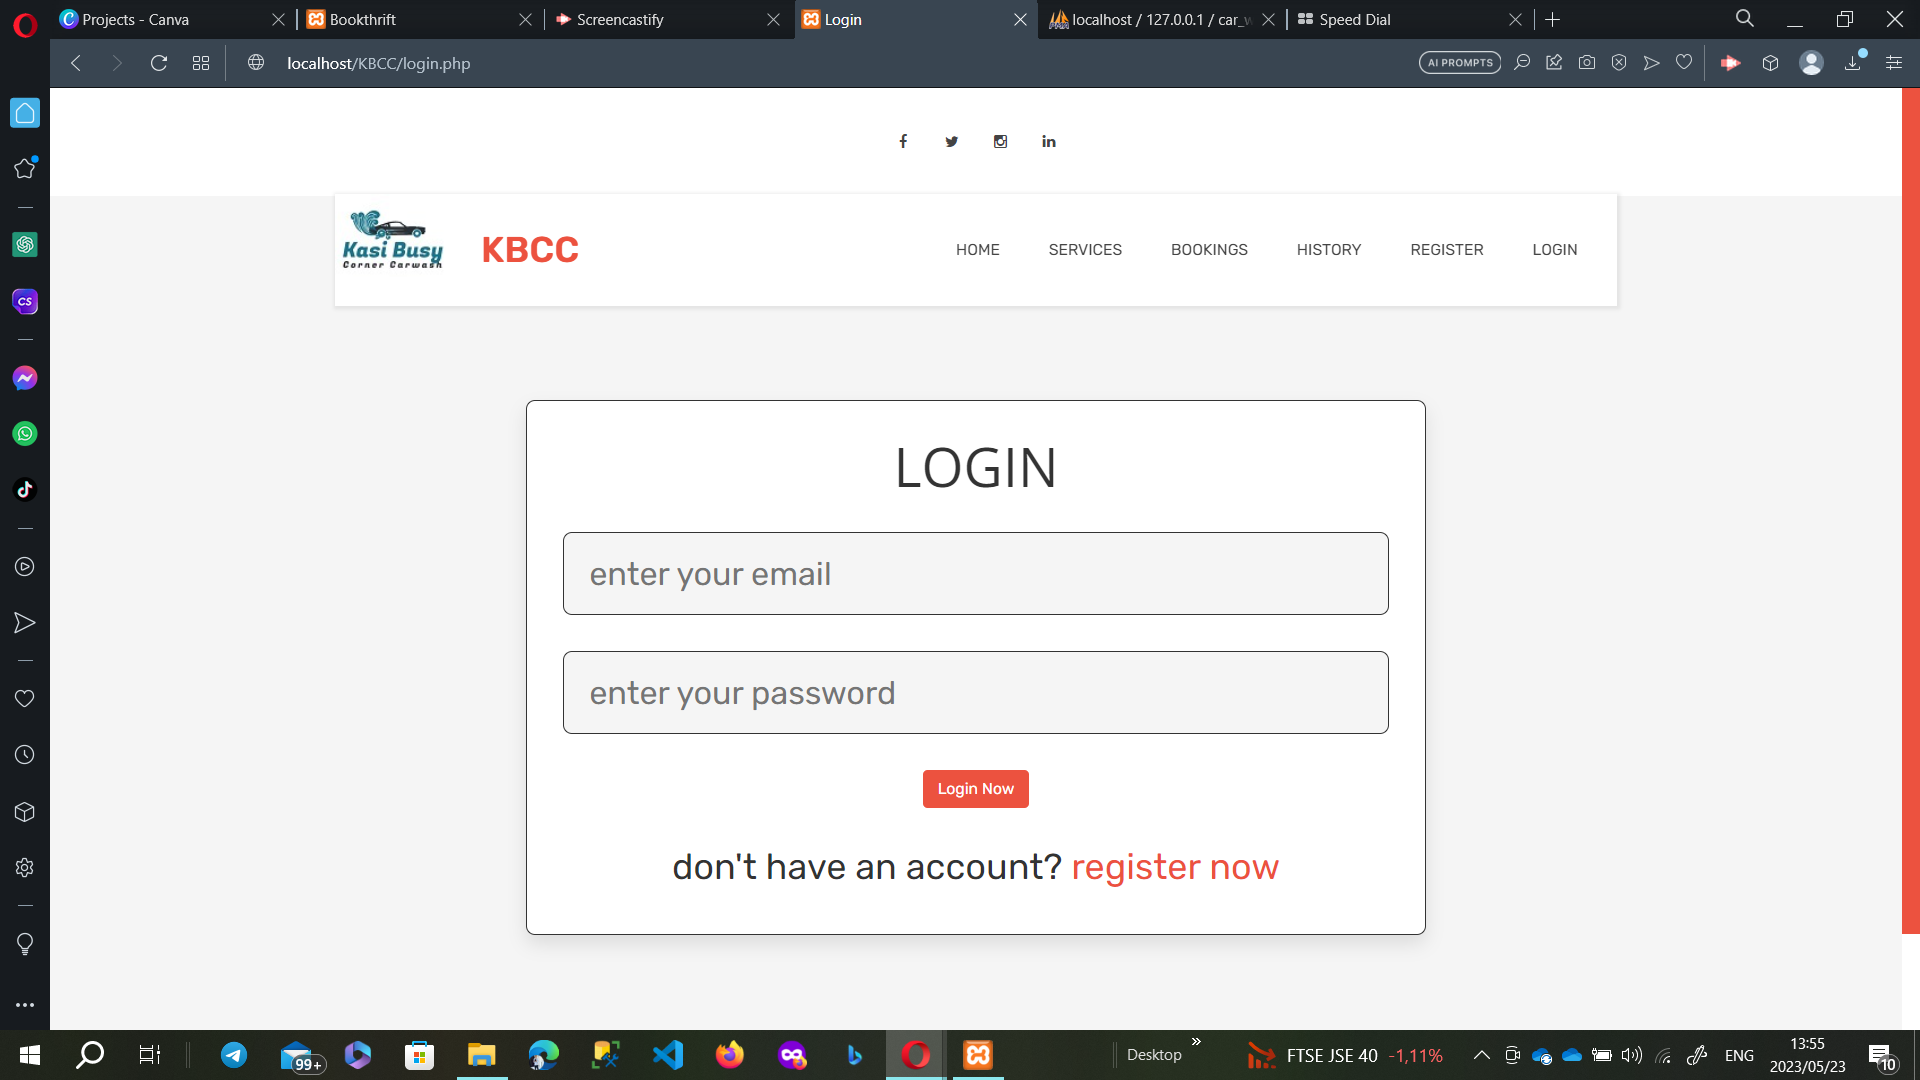 Projects - Canva
Bookthrift
Screencastify
Login
localhost / 127.0.0.1 / car_w
Speed Dial
localhost/KBCC/login.php
AI PROMPTS
CS
Kasi Busy
Corner Carwash
KBCC
HOME
SERVICES
BOOKINGS
HISTORY
REGISTER
LOGIN
LOGIN
enter your email
enter your password
Login Now
don't have an account? register now
99+
Desktop
FTSE JSE 40 -1,11%
ENG
13:55
2023/05/23
10